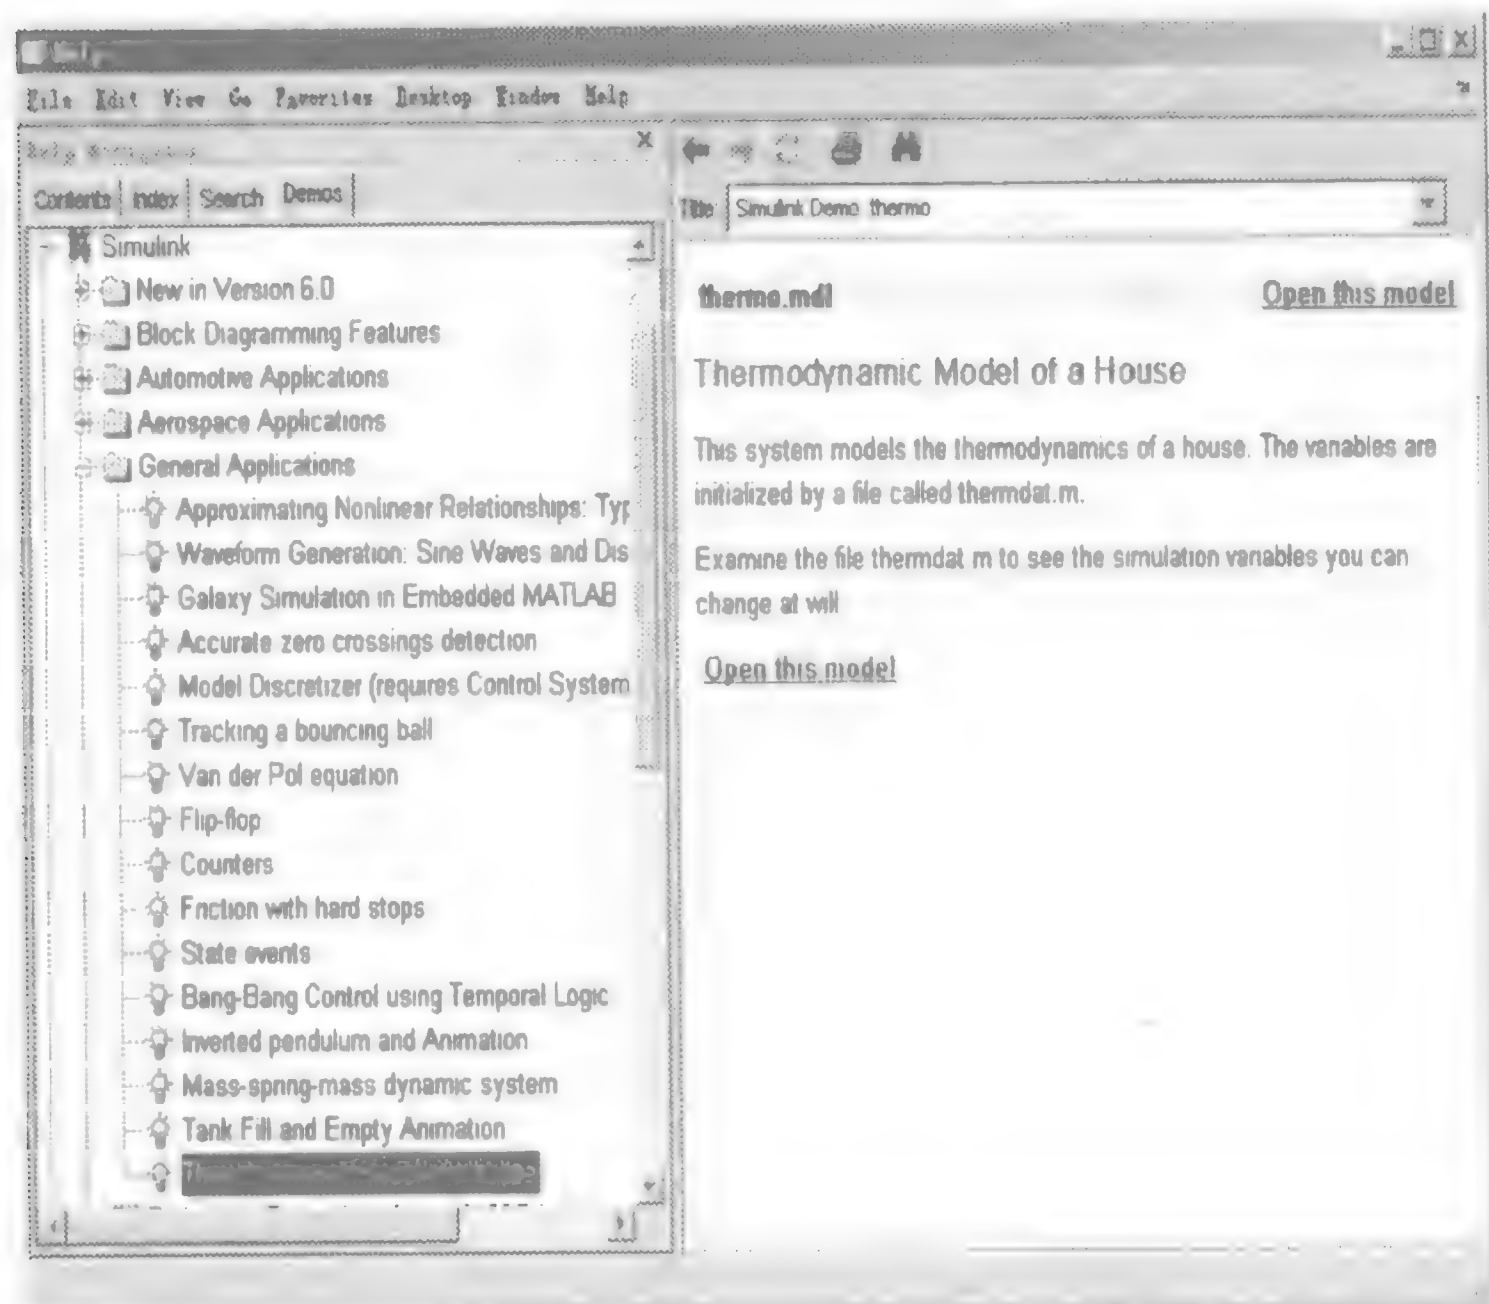 Help
File Edit View Go Favorites Desktop Window Help
Help Navigator
Contents Index Search Demos
Title Simulink Demo thermo
Simulink
New in Version 6.0
Block Diagramming Features
Automotive Applications
Aerospace Applications
General Applications
Approximating Nonlinear Relationships: Typ
Waveform Generation: Sine Waves and Dis
Galaxy Simulation in Embedded MATLAB
Accurate zero crossings detection
Model Discretizer (requires Control System
Tracking a bouncing ball
Van der Pol equation
Flip-flop
Counters
Friction with hard stops
State events
Bang-Bang Control using Temporal Logic
Inverted pendulum and Animation
Mass-spring-mass dynamic system
Tank Fill and Empty Animation
thermo.mdl Open this model
Thermodynamic Model of a House
This system models the thermodynamics of a house. The variables are
initialized by a file called thermdat.m.
Examine the file thermdat m to see the simulation variables you can
change at will
Open this model